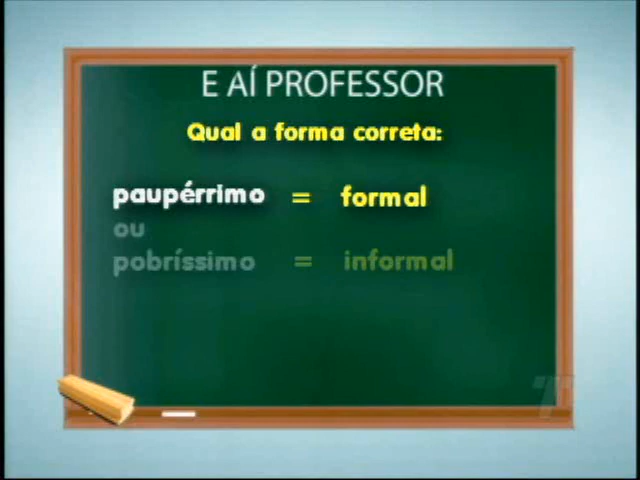 E AÍ PROFESSOR
Qual a forma correta:
paupérrimo = formal
ou
pobríssimo = informal